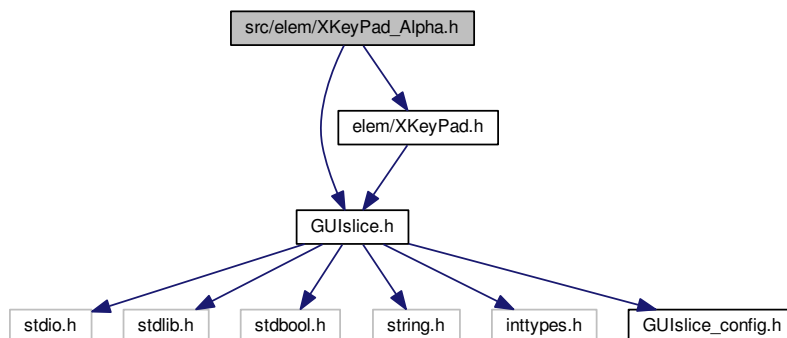 src/elem/XKeyPad_Alpha.h
elem/XKeyPad.h
GUIslice.h
stdio.h
stdlib.h
stdbool.h
string.h
inttypes.h
GUIslice_config.h